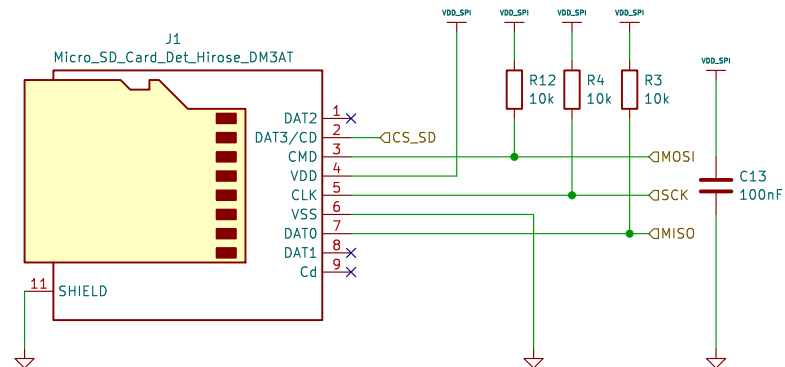 VDD_SPI VDD_SPI VDD_SPI VDD_SPI
J1
Micro_SD_Card_Det_Hirose_DM3AT
VDD_SPI
R12 R4 R3
10k 10k 10k
DAT2 1
DAT3/CD 2 CS_SD
CMD 3 MOSI
VDD 4 C13
CLK 5 SCK 100nF
VSS 6
DAT0 7 MISO
DAT1 8
Cd 9
11 SHIELD